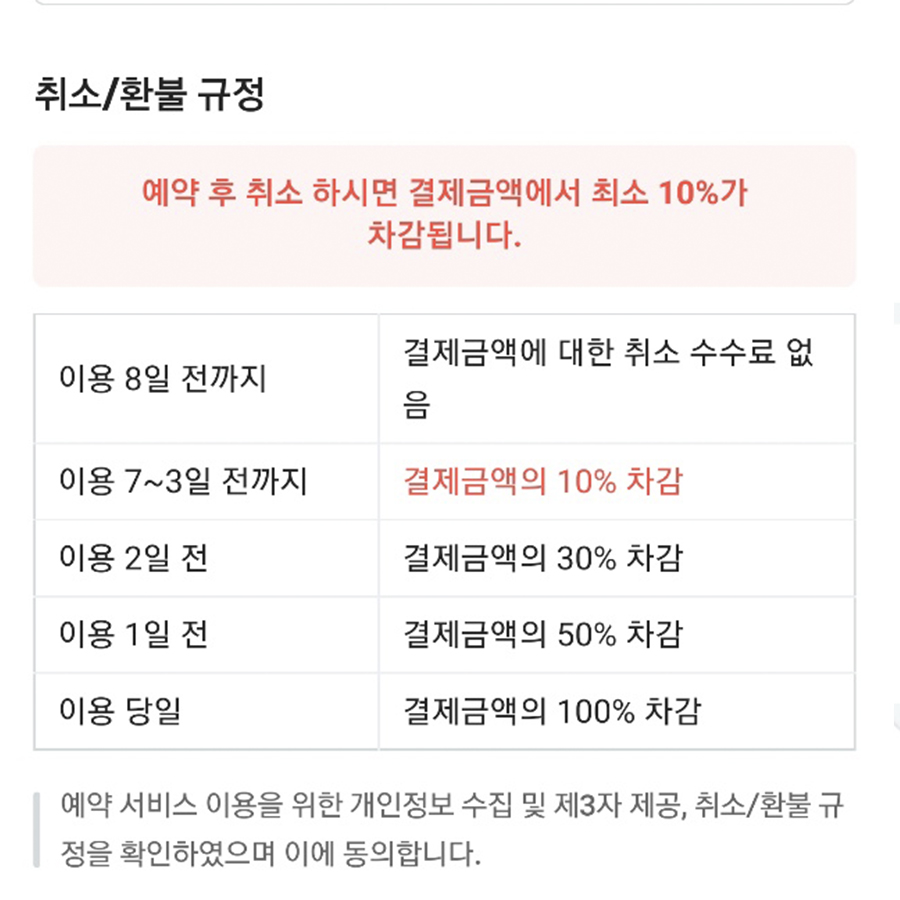 취소/환불 규정
예약 후 취소 하시면 결제금액에서 최소 10%가
차감됩니다.
이용 8일 전까지
결제금액에 대한 취소 수수료 없
음
이용 7~3일 전까지
결제금액의 10% 차감
이용 2일 전
결제금액의 30% 차감
이용 1일 전
결제금액의 50% 차감
이용 당일
결제금액의 100% 차감
예약 서비스 이용을 위한 개인정보 수집 및 제3자 제공, 취소/환불 규
정을 확인하였으며 이에 동의합니다.